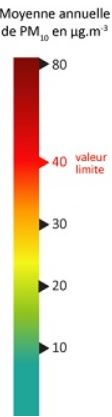 Moyenne annuelle
de PM₁₀ en µg.m⁻³
80
40 valeur
limite
30
20
10